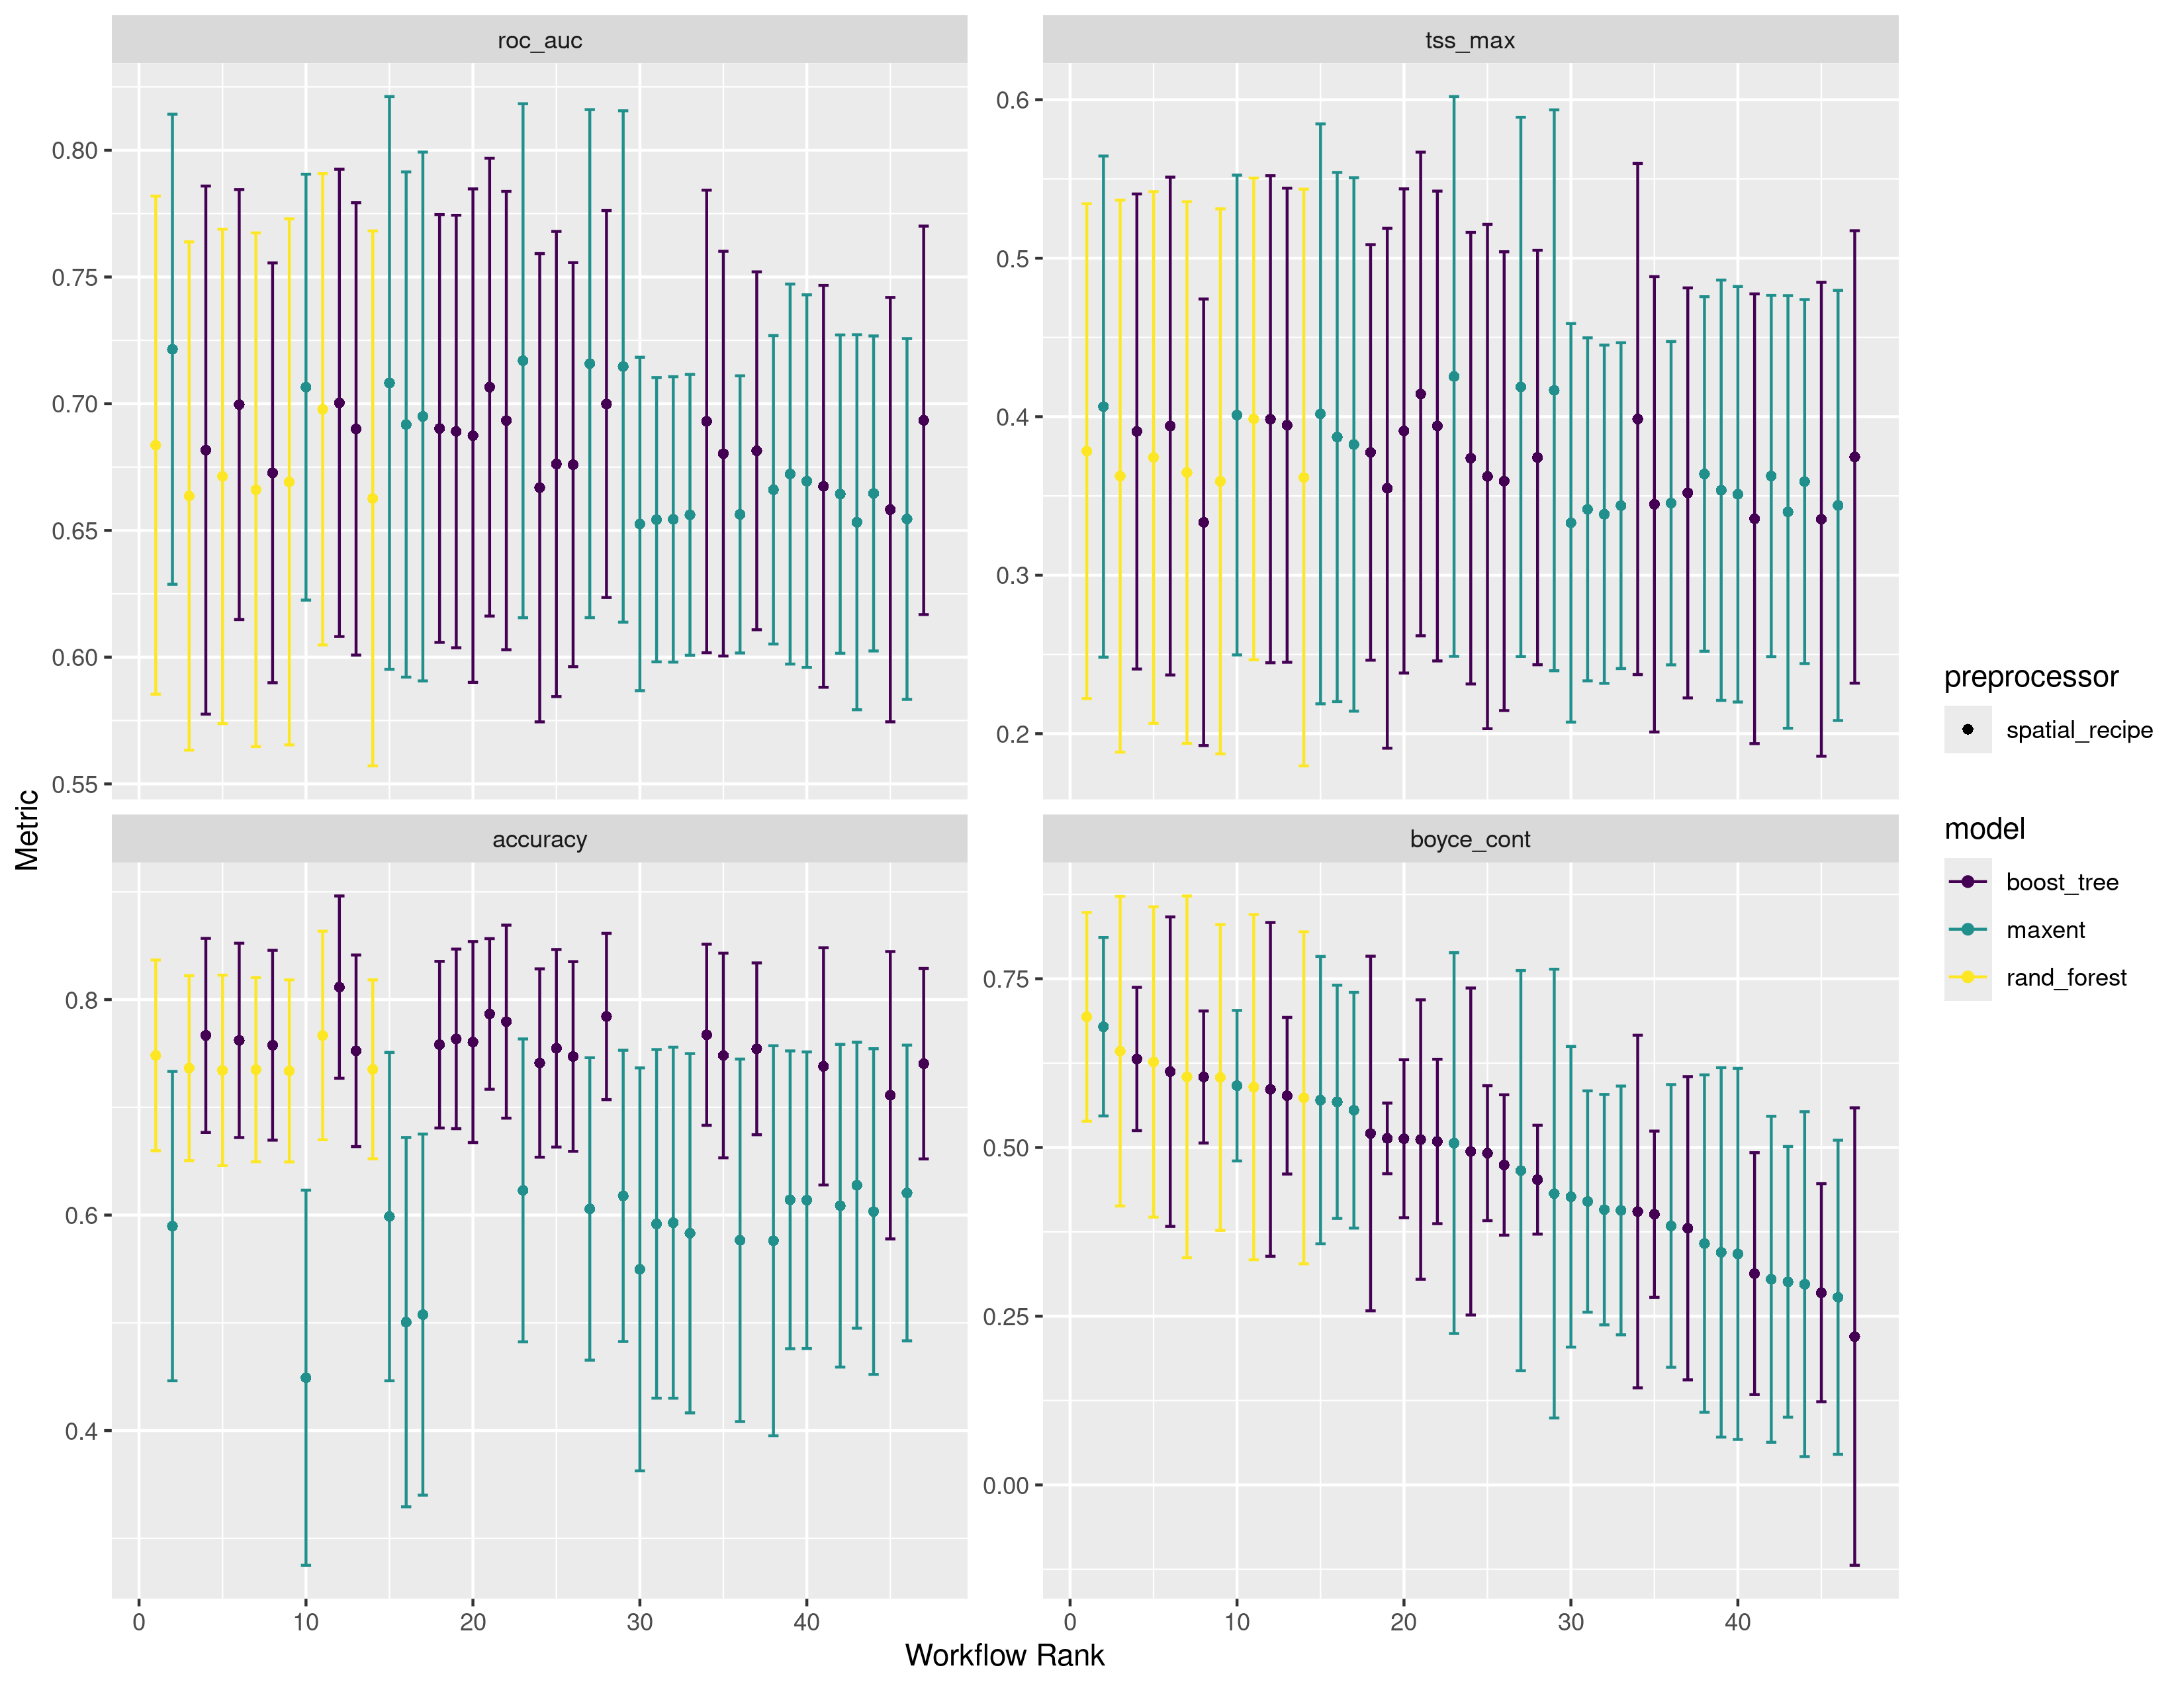 roc_auc
tss_max
0.80
0.75
0.70
0.65
0.60
0.55
0.6
0.5
0.4
0.3
0.2
accuracy
boyce_cont
0.8
0.6
0.4
0.75
0.50
0.25
0.00
0 10 20 30 40
0 10 20 30 40
Workflow Rank
Metric
preprocessor
spatial_recipe
model
boost_tree
maxent
rand_forest